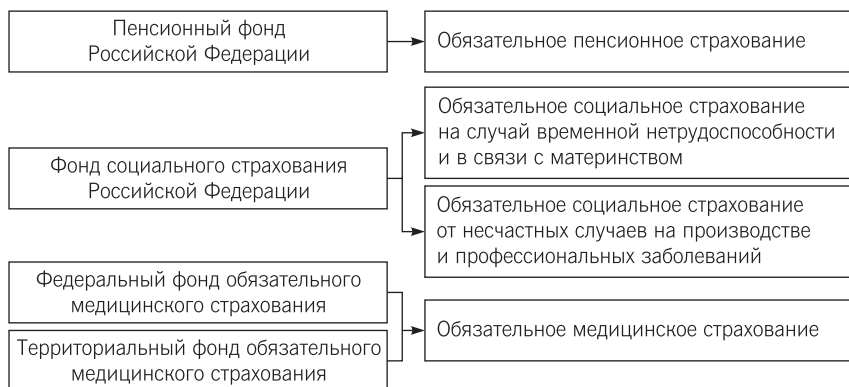 Пенсионный фонд
Российской Федерации
Обязательное пенсионное страхование
Фонд социального страхования
Российской Федерации
Обязательное социальное страхование
на случай временной нетрудоспособности
и в связи с материнством
Обязательное социальное страхование
от несчастных случаев на производстве
и профессиональных заболеваний
Федеральный фонд обязательного
медицинского страхования
Территориальный фонд обязательного
медицинского страхования
Обязательное медицинское страхование